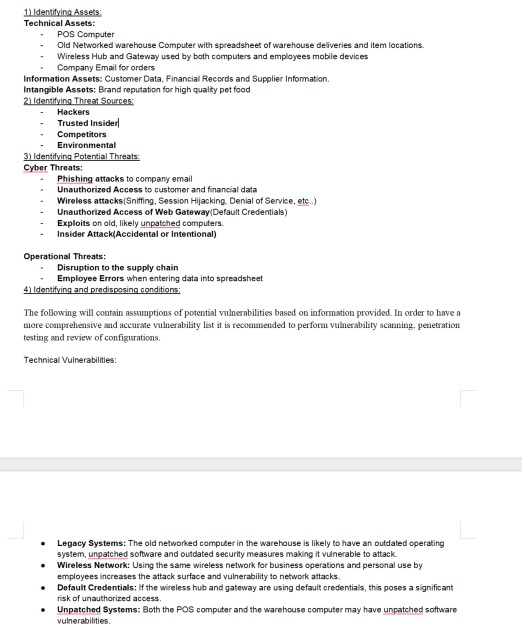 1) Identifying Assets:
Technical Assets:
- POS Computer
- Old Networked warehouse Computer with spreadsheet of warehouse deliveries and item locations.
- Wireless Hub and Gateway used by both computers and employees mobile devices
- Company Email for orders
Information Assets: Customer Data, Financial Records and Supplier Information.
Intangible Assets: Brand reputation for high quality pet food
2) Identifying Threat Sources:
- Hackers
- Trusted Insider
- Competitors
- Environmental
3) Identifying Potential Threats:
Cyber Threats:
- Phishing attacks to company email
- Unauthorized Access to customer and financial data
- Wireless attacks(Sniffing, Session Hijacking, Denial of Service, etc..)
- Unauthorized Access of Web Gateway(Default Credentials)
- Exploits on old, likely unpatched computers.
- Insider Attack(Accidental or Intentional)
Operational Threats:
- Disruption to the supply chain
- Employee Errors when entering data into spreadsheet
4) Identifying and predisposing conditions:
The following will contain assumptions of potential vulnerabilities based on information provided. In order to have a
more comprehensive and accurate vulnerability list it is recommended to perform vulnerability scanning, penetration
testing and review of configurations.
Technical Vulnerabilities:
• Legacy Systems: The old networked computer in the warehouse is likely to have an outdated operating
system, unpatched software and outdated security measures making it vulnerable to attack.
• Wireless Network: Using the same wireless network for business operations and personal use by
employees increases the attack surface and vulnerability to network attacks.
• Default Credentials: If the wireless hub and gateway are using default credentials, this poses a significant
risk of unauthorized access.
• Unpatched Systems: Both the POS computer and the warehouse computer may have unpatched software
vulnerabilities.